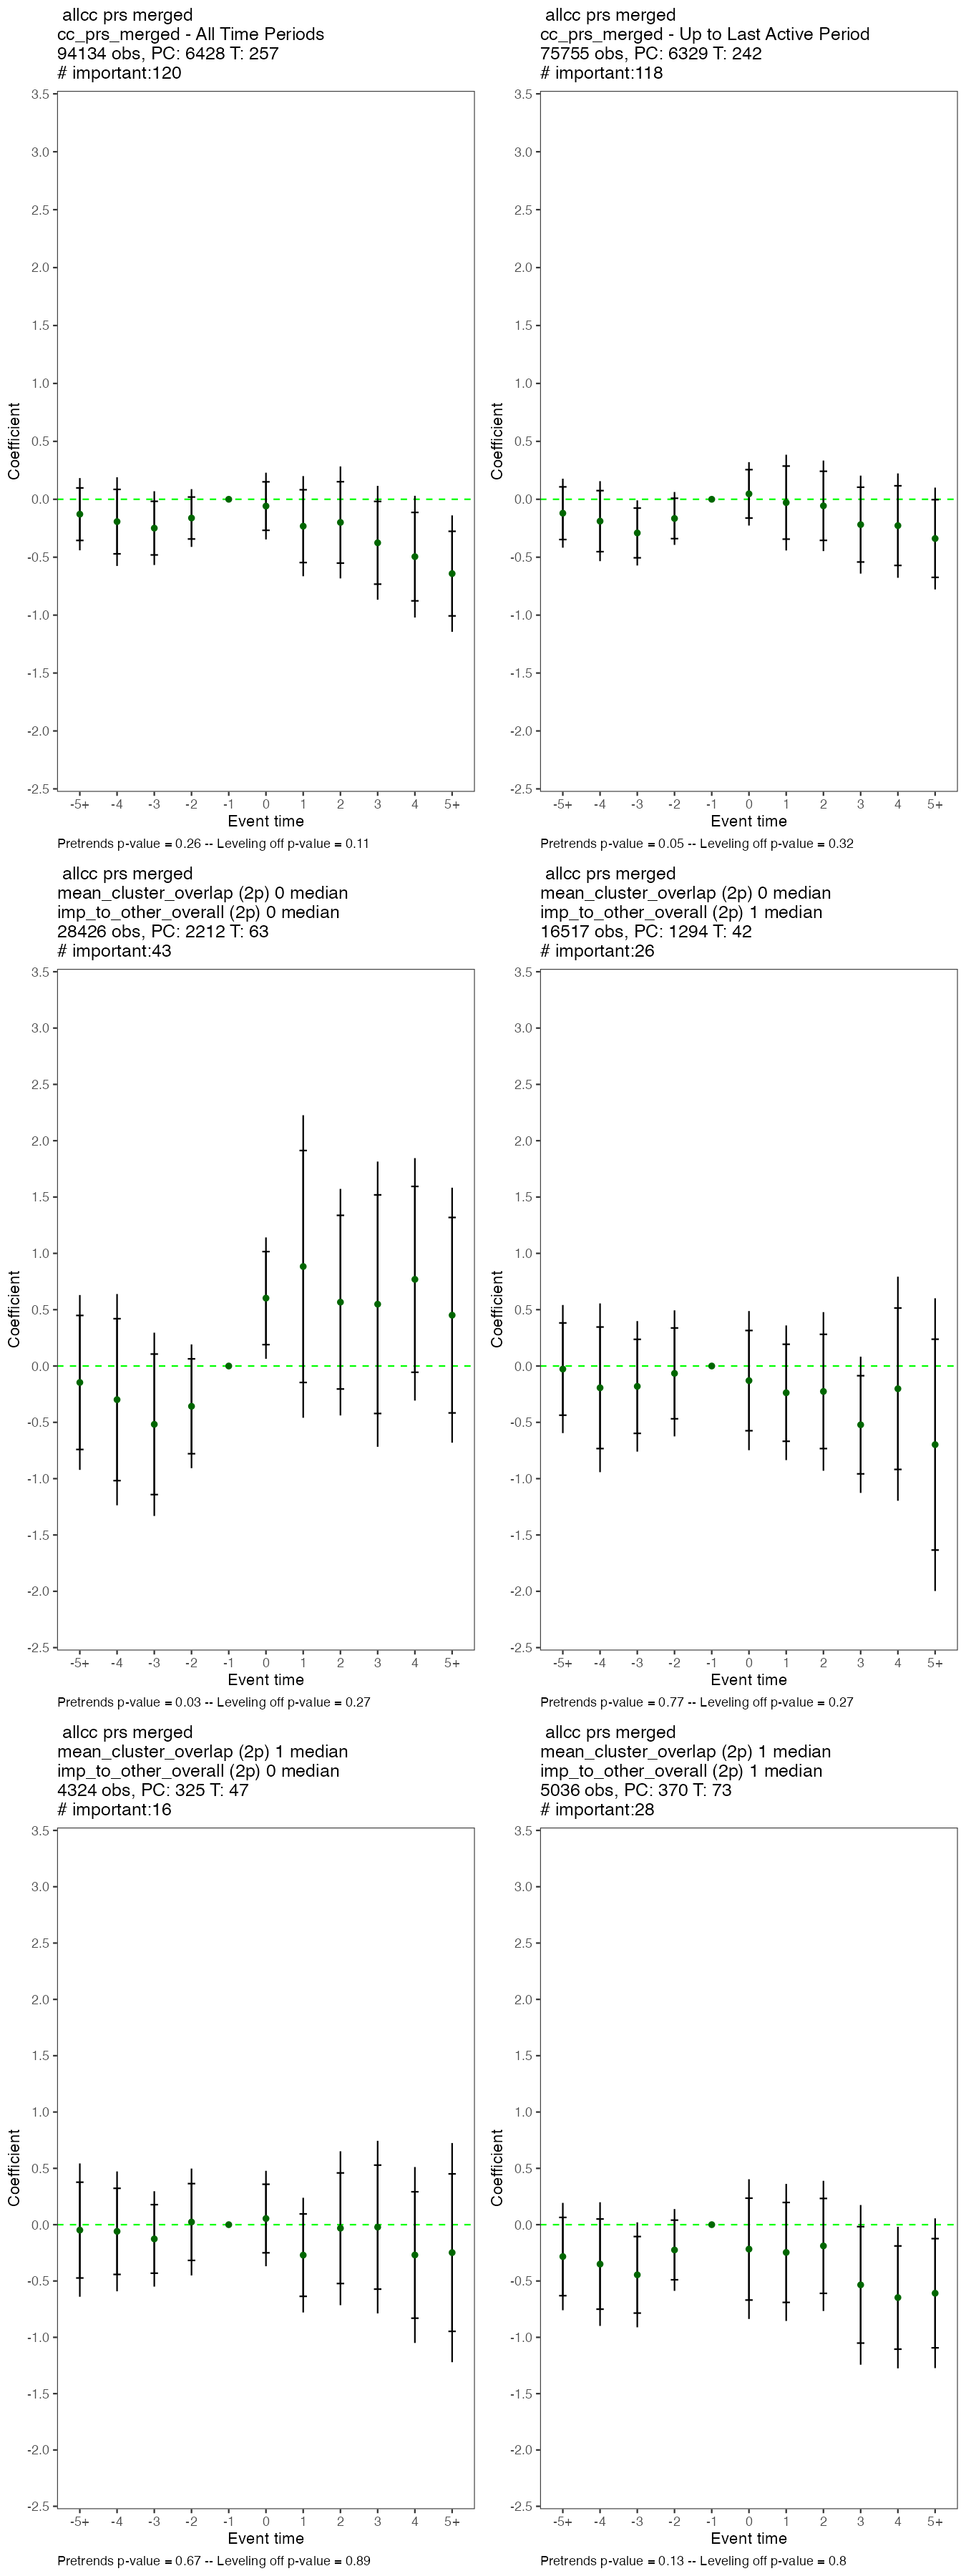 allcc prs merged
cc_prs_merged - All Time Periods
94134 obs, PC: 6428 T: 257
# important:120
3.5
3.0
2.5
2.0
1.5
1.0
0.5
0.0
-0.5
-1.0
-1.5
-2.0
-2.5
Coefficient
-5+ -4 -3 -2 -1 0 1 2 3 4 5+
Event time
Pretrends p-value = 0.26 -- Leveling off p-value = 0.11
allcc prs merged
cc_prs_merged - Up to Last Active Period
75755 obs, PC: 6329 T: 242
# important:118
3.5
3.0
2.5
2.0
1.5
1.0
0.5
0.0
-0.5
-1.0
-1.5
-2.0
-2.5
Coefficient
-5+ -4 -3 -2 -1 0 1 2 3 4 5+
Event time
Pretrends p-value = 0.05 -- Leveling off p-value = 0.32
allcc prs merged
mean_cluster_overlap (2p) 0 median
imp_to_other_overall (2p) 0 median
28426 obs, PC: 2212 T: 63
# important:43
3.5
3.0
2.5
2.0
1.5
1.0
0.5
0.0
-0.5
-1.0
-1.5
-2.0
-2.5
Coefficient
-5+ -4 -3 -2 -1 0 1 2 3 4 5+
Event time
Pretrends p-value = 0.03 -- Leveling off p-value = 0.27
allcc prs merged
mean_cluster_overlap (2p) 0 median
imp_to_other_overall (2p) 1 median
16517 obs, PC: 1294 T: 42
# important:26
3.5
3.0
2.5
2.0
1.5
1.0
0.5
0.0
-0.5
-1.0
-1.5
-2.0
-2.5
Coefficient
-5+ -4 -3 -2 -1 0 1 2 3 4 5+
Event time
Pretrends p-value = 0.77 -- Leveling off p-value = 0.27
allcc prs merged
mean_cluster_overlap (2p) 1 median
imp_to_other_overall (2p) 0 median
4324 obs, PC: 325 T: 47
# important:16
3.5
3.0
2.5
2.0
1.5
1.0
0.5
0.0
-0.5
-1.0
-1.5
-2.0
-2.5
Coefficient
-5+ -4 -3 -2 -1 0 1 2 3 4 5+
Event time
Pretrends p-value = 0.67 -- Leveling off p-value = 0.89
allcc prs merged
mean_cluster_overlap (2p) 1 median
imp_to_other_overall (2p) 1 median
5036 obs, PC: 370 T: 73
# important:28
3.5
3.0
2.5
2.0
1.5
1.0
0.5
0.0
-0.5
-1.0
-1.5
-2.0
-2.5
Coefficient
-5+ -4 -3 -2 -1 0 1 2 3 4 5+
Event time
Pretrends p-value = 0.13 -- Leveling off p-value = 0.8